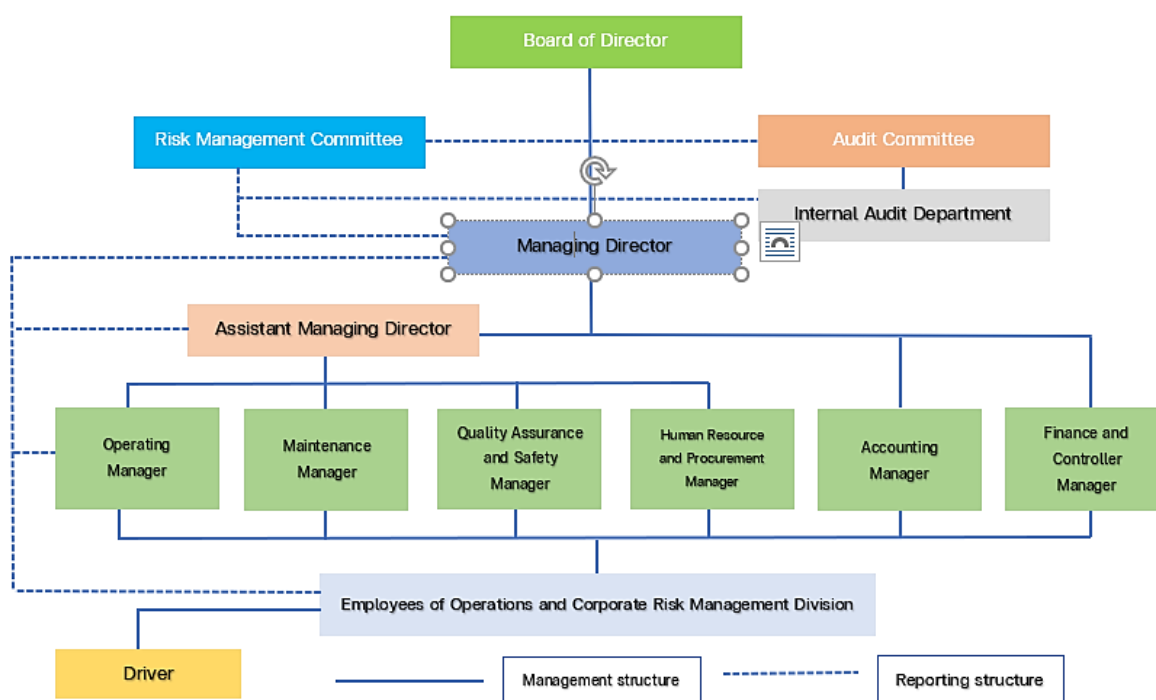 Board of Director
Risk Management Committee
Audit Committee
Internal Audit Department
Managing Director
Assistant Managing Director
Operating
Manager
Maintenance
Manager
Quality Assurance
and Safety
Manager
Human Resource
and Procurement
Manager
Accounting
Manager
Finance and
Controller
Manager
Employees of Operations and Corporate Risk Management Division
Driver
Management structure
Reporting structure